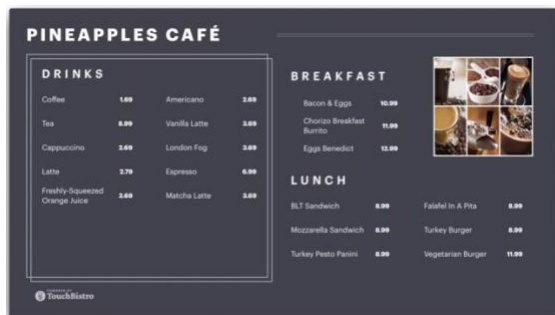 PINEAPPLES CAFÉ
DRINKS
Coffee 1.69
Tea 8.99
Cappuccino 2.69
Latte 2.79
Freshly-Squeezed
Orange Juice 3.69
Americano 2.69
Vanilla Latte 3.69
London Fog 3.69
Espresso 6.99
Matcha Latte 3.69
BREAKFAST
Bacon & Eggs 10.99
Chorizo Breakfast
Burrito 11.99
Eggs Benedict 12.99
LUNCH
BLT Sandwich 8.99
Mozzarella Sandwich 8.99
Turkey Pesto Panini 8.99
Falafel In A Pita 8.99
Turkey Burger 8.99
Vegetarian Burger 11.99
POWERED BY
TouchBistro